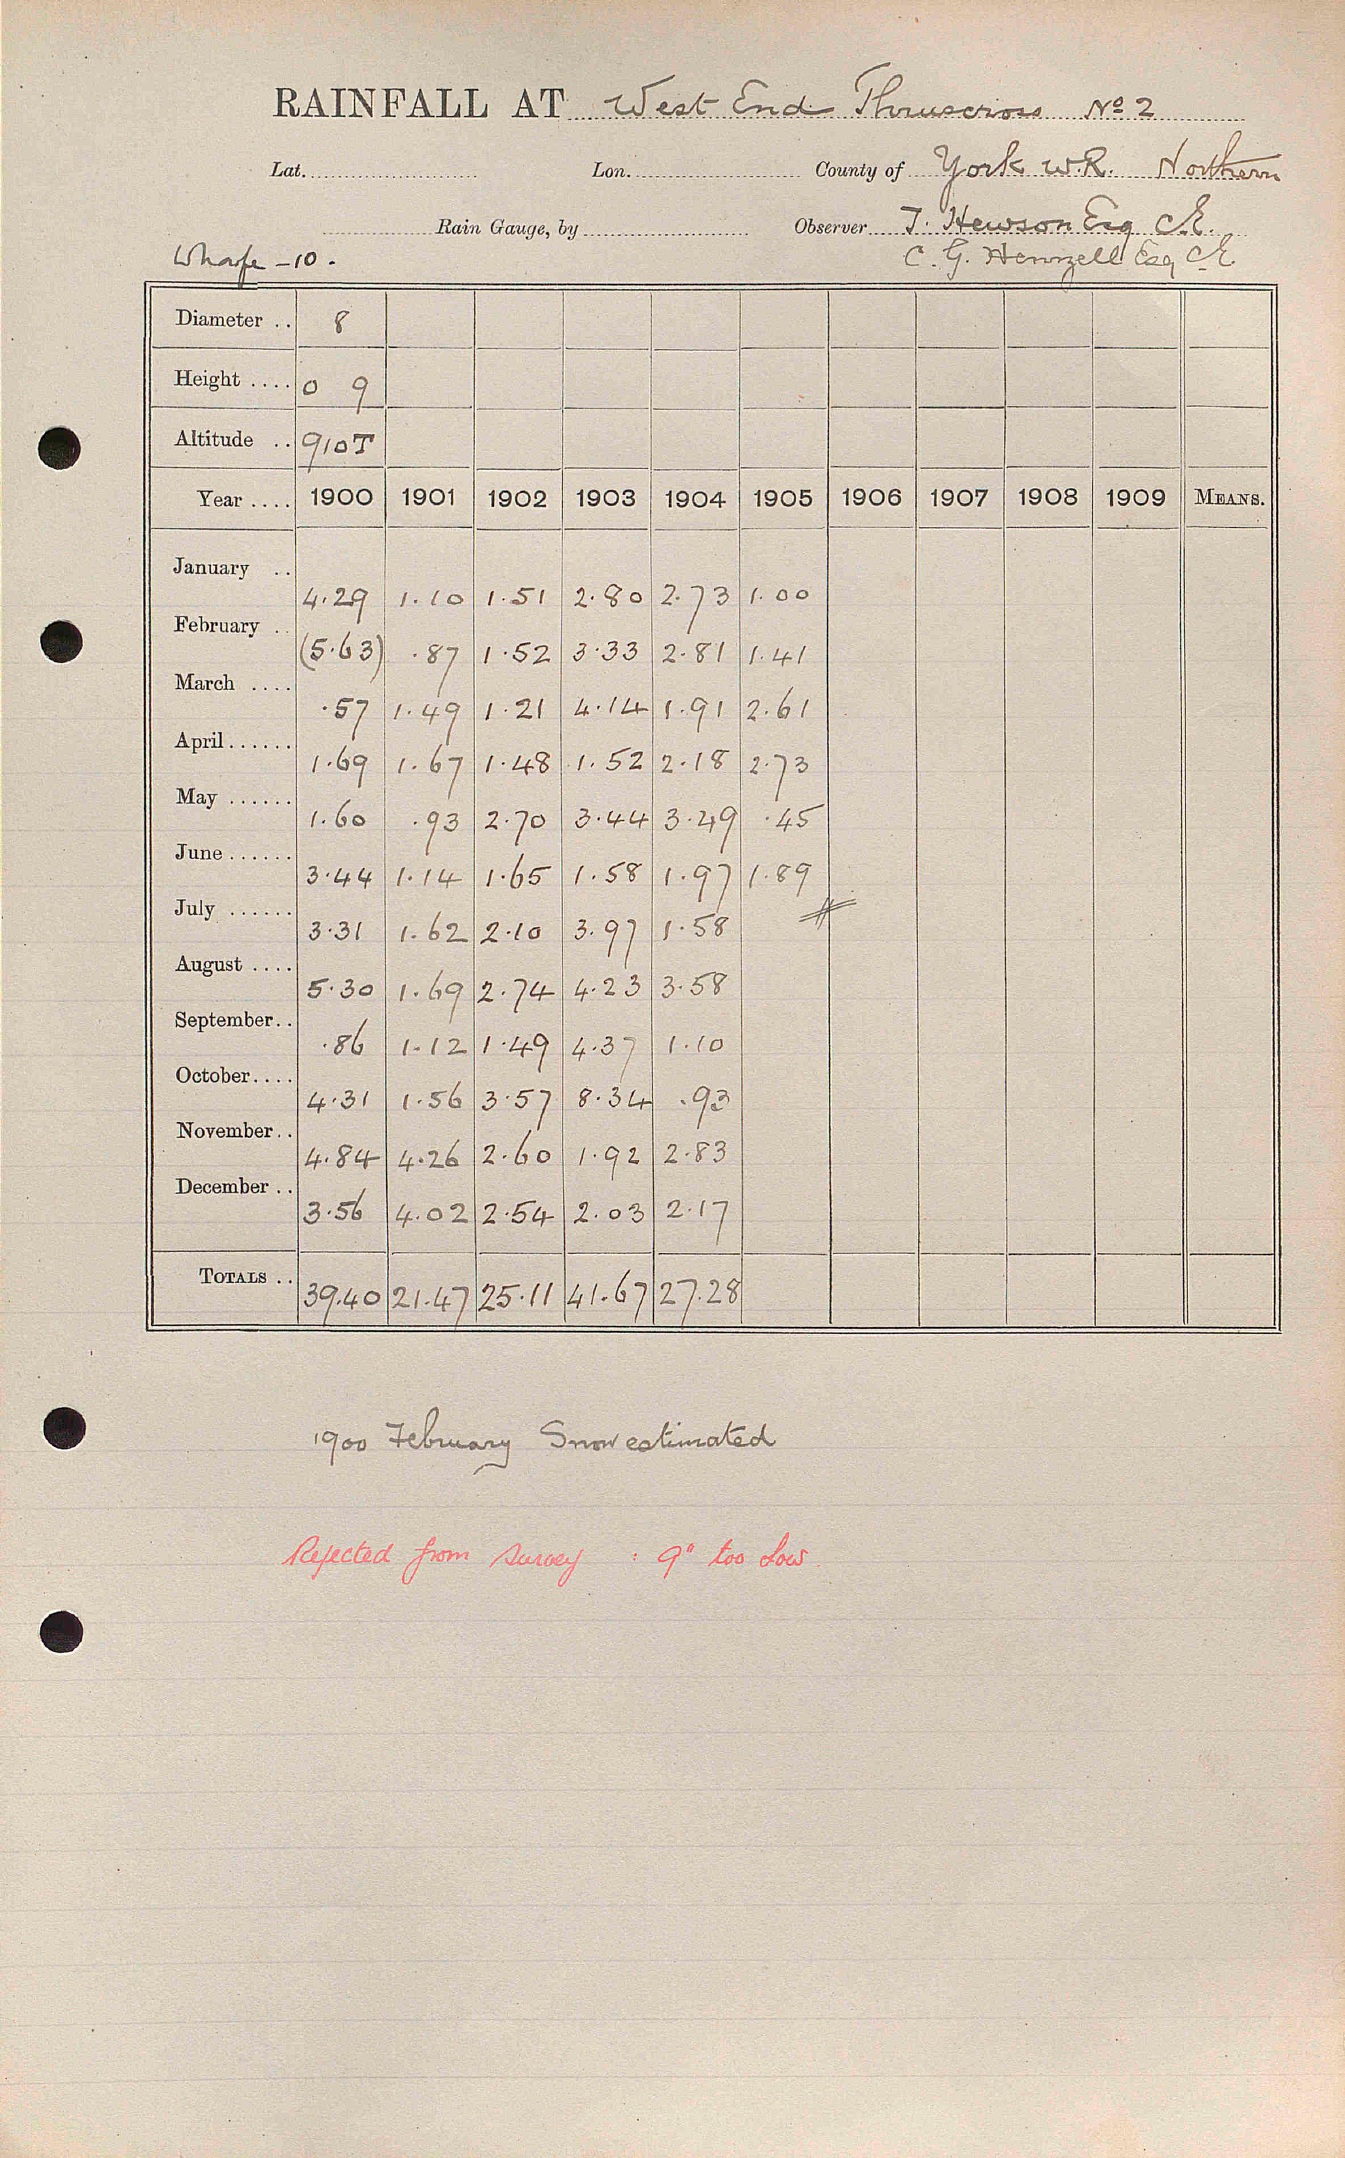 RAINFALL AT West End Thruscross No 2
Lat. Lon. County of York W.R. Northern
Rain Gauge, by Observer T. Hewson Esq C.E.
Wharfe - 10. C. G. Henzell Esq C.E
Diameter .. 8
Height .... 0 9
Altitude .. 910T
Year .... 1900 1901 1902 1903 1904 1905 1906 1907 1908 1909 MEANS.
January .. 4.29 1.10 1.51 2.80 2.73 1.00
February .. (5.63) .87 1.52 3.33 2.81 1.41
March .... .57 1.49 1.21 4.14 1.91 2.61
April...... 1.69 1.67 1.48 1.52 2.18 2.73
May ...... 1.60 .93 2.70 3.44 3.49 .45
June...... 3.44 1.14 1.65 1.58 1.97 1.89
July ...... 3.31 1.62 2.10 3.97 1.58
August .... 5.30 1.69 2.74 4.23 3.58
September.. .86 1.12 1.49 4.37 1.10
October.... 4.31 1.56 3.57 8.34 .93
November.. 4.84 4.26 2.60 1.92 2.83
December .. 3.56 4.02 2.54 2.03 2.17
TOTALS .. 39.40 21.47 25.11 41.67 27.28
1900 February Snow estimated
Rejected from survey : 9" too low